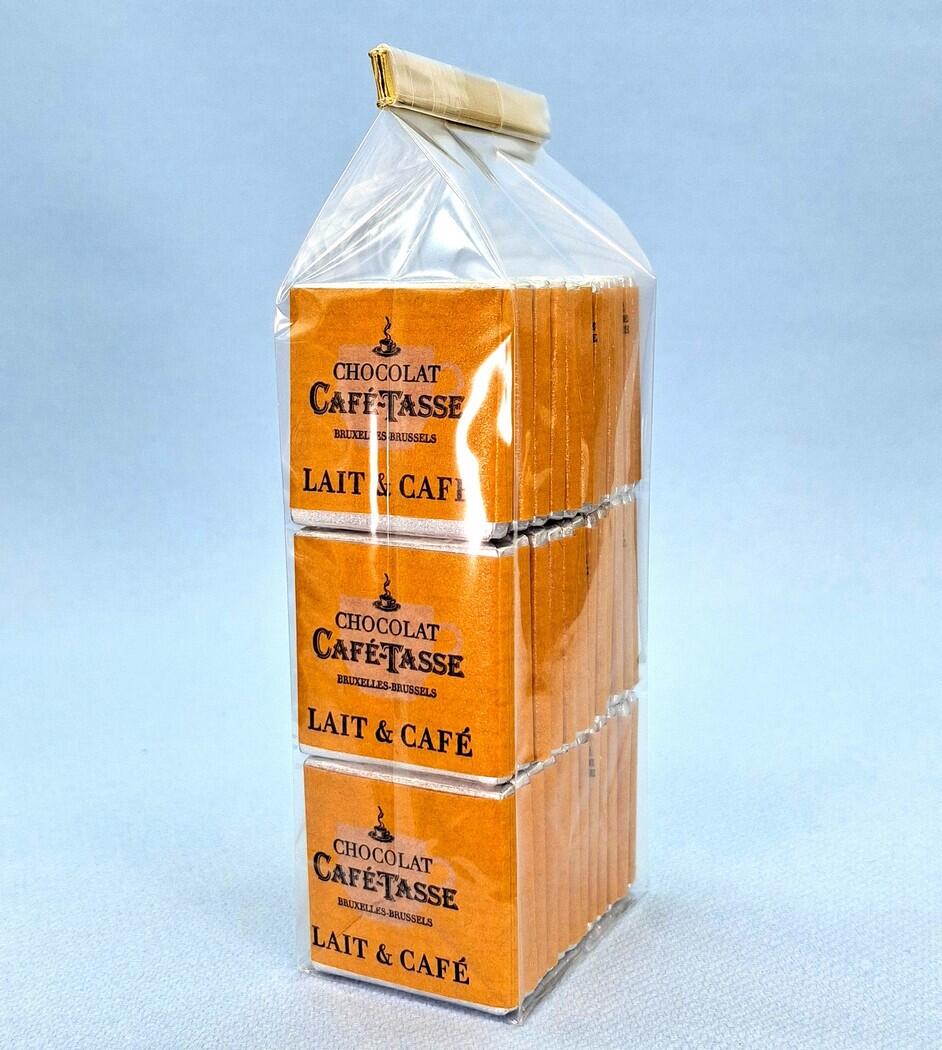 CHOCOLAT
CAFÉ-TASSE
BRUXELLES-BRUSSELS
LAIT & CAFÉ
CHOCOLAT
CAFÉ-TASSE
BRUXELLES-BRUSSELS
LAIT & CAFÉ
CHOCOLAT
CAFÉ-TASSE
BRUXELLES-BRUSSELS
LAIT & CAFÉ